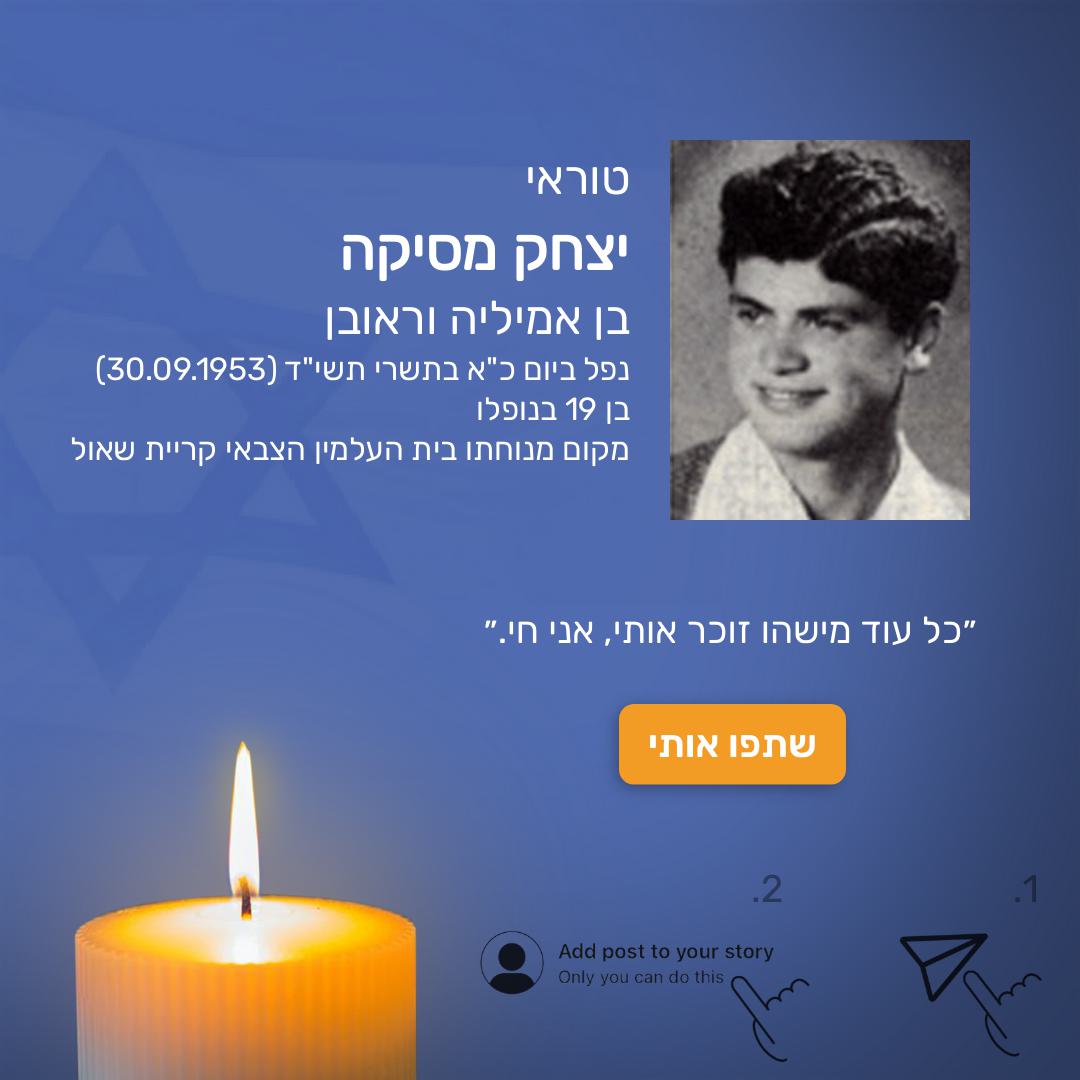 טוראי
יצחק מסיקה
בן אמיליה וראובן
נפל ביום כ"א בתשרי תשי"ד (30.09.1953)
בן 19 בנופלו
מקום מנוחתו בית העלמין הצבאי קריית שאול
״כל עוד מישהו זוכר אותי, אני חי.״
שתפו אותי
1.
2.
Add post to your story
Only you can do this